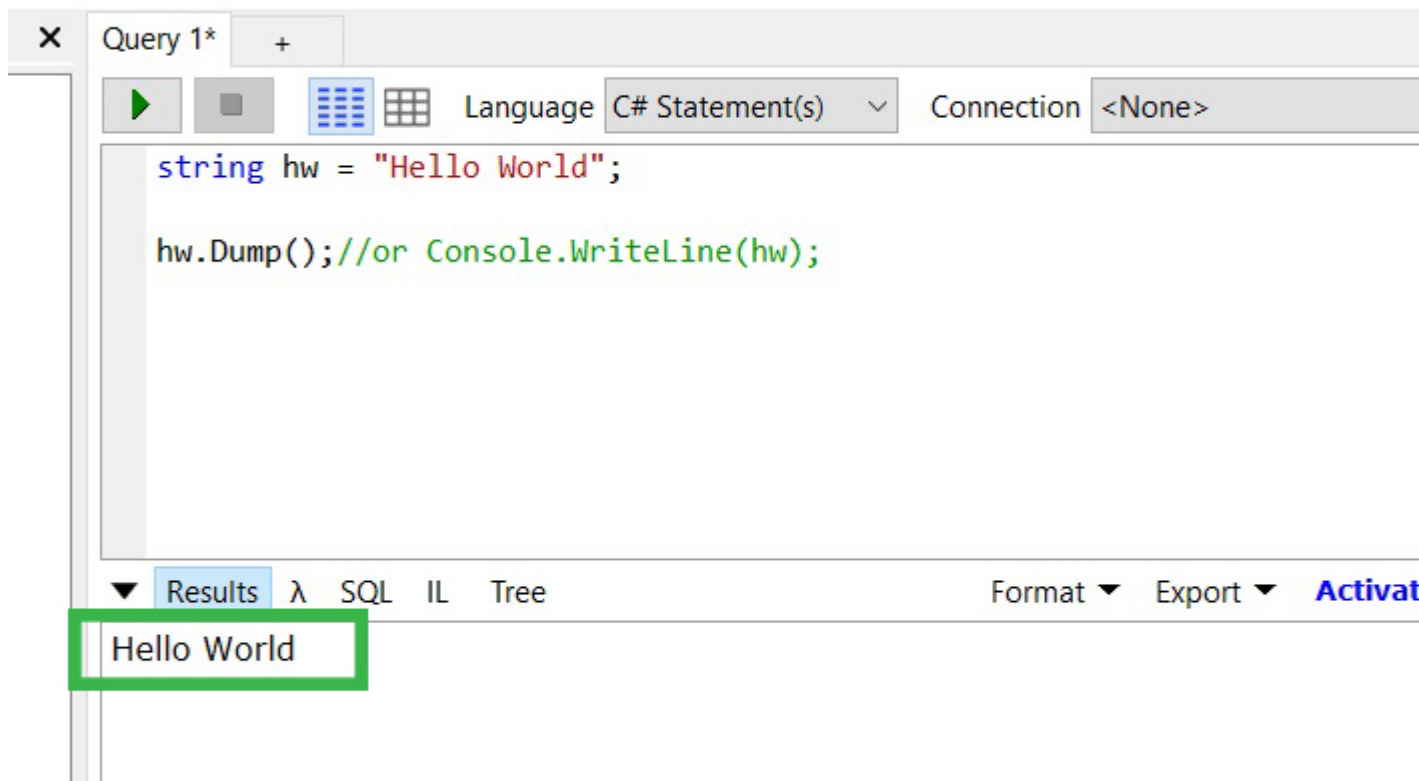 Query 1* +
Language C# Statement(s) Connection <None>
string hw = "Hello World";
hw.Dump();//or Console.WriteLine(hw);
Results λ SQL IL Tree Format Export Activat
Hello World